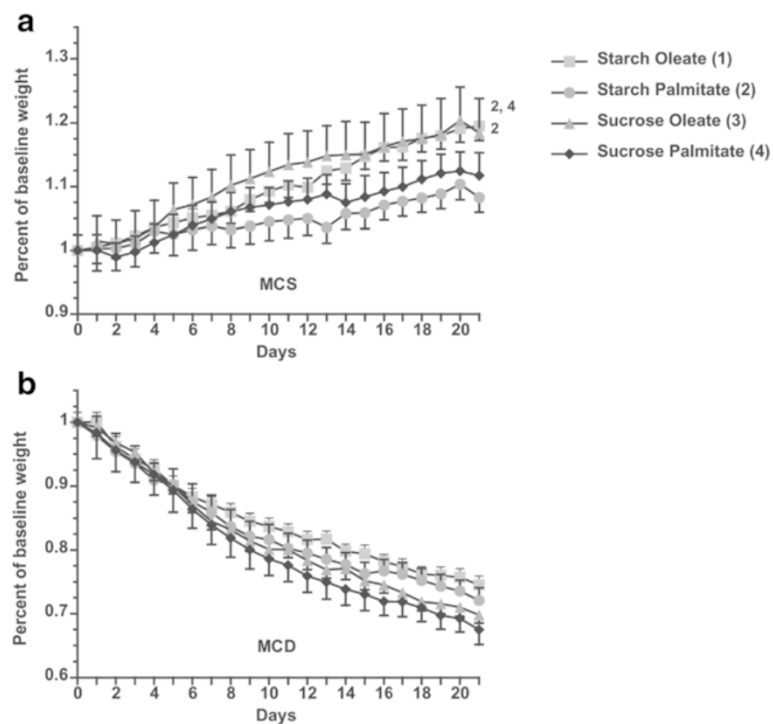 a
Percent of baseline weight
1.3
1.2
1.1
1
0.9
0 2 4 6 8 10 12 14 16 18 20
Days
MCS
2, 4
2
Starch Oleate (1)
Starch Palmitate (2)
Sucrose Oleate (3)
Sucrose Palmitate (4)
b
Percent of baseline weight
1
0.9
0.8
0.7
0.6
0 2 4 6 8 10 12 14 16 18 20
Days
MCD